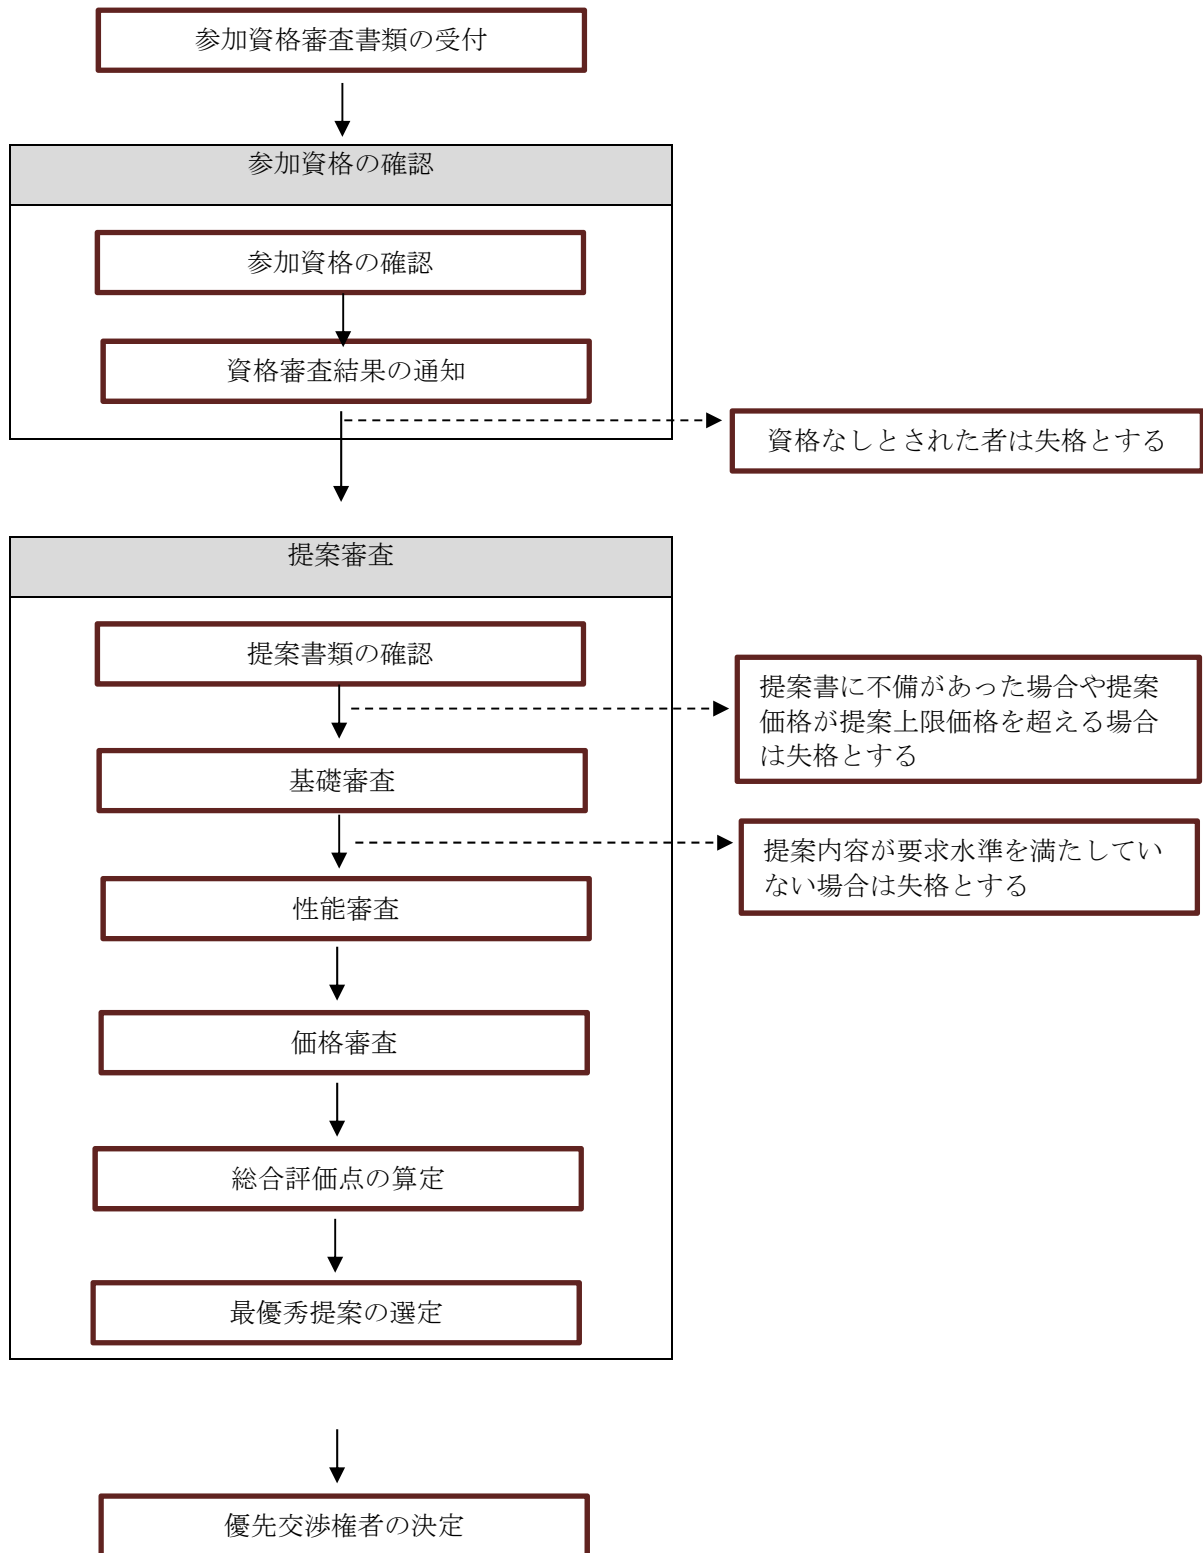 参加資格審査書類の受付
参加資格の確認
参加資格の確認
資格審査結果の通知
資格なしとされた者は失格とする
提案審査
提案書類の確認
提案書に不備があった場合や提案
価格が提案上限価格を超える場合
は失格とする
基礎審査
提案内容が要求水準を満たしてい
ない場合は失格とする
性能審査
価格審査
総合評価点の算定
最優秀提案の選定
優先交渉権者の決定